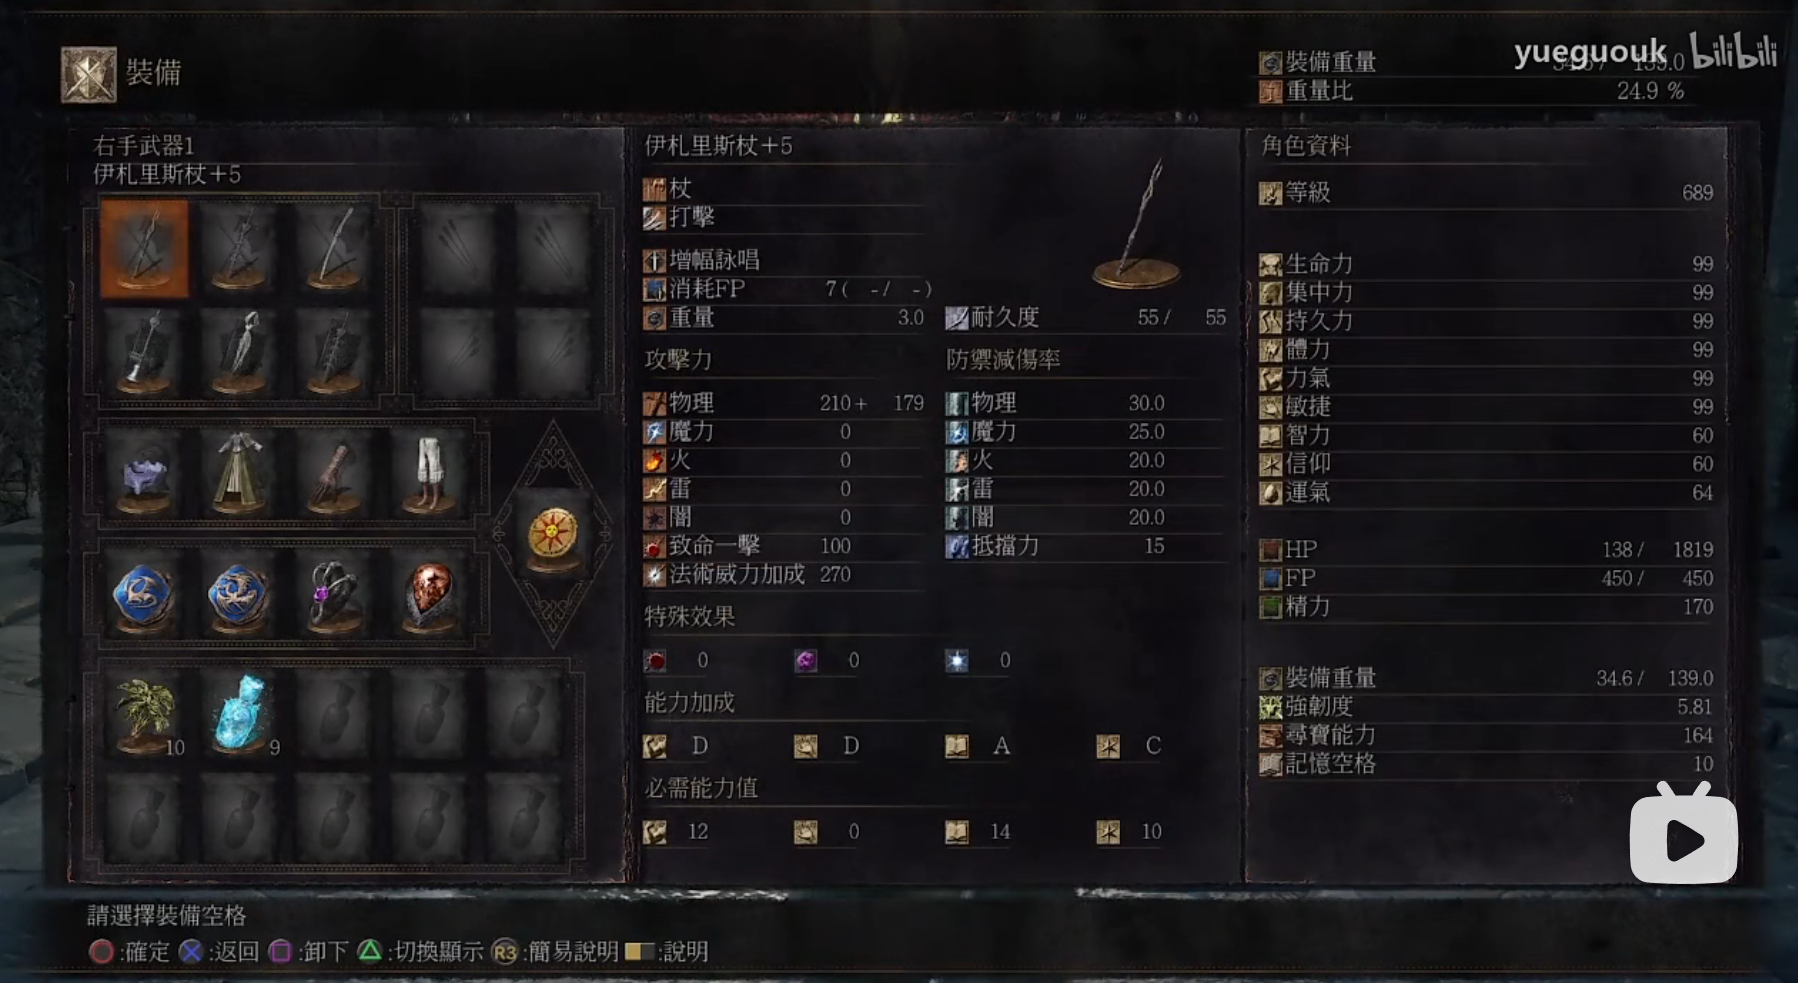 裝備
yueguouk bilibili
裝備重量 139.0
重量比 24.9 %
右手武器1
伊札里斯杖+5
10
9
伊札里斯杖+5
杖
打擊
增幅詠唱
消耗FP 7( -/ -)
重量 3.0
耐久度 55/ 55
攻擊力
物理 210+ 179
魔力 0
火 0
雷 0
闇 0
致命一擊 100
法術威力加成 270
防禦減傷率
物理 30.0
魔力 25.0
火 20.0
雷 20.0
闇 20.0
抵擋力 15
特殊效果
0 0 0
能力加成
D D A C
必需能力值
12 0 14 10
角色資料
等級 689
生命力 99
集中力 99
持久力 99
體力 99
力氣 99
敏捷 99
智力 60
信仰 60
運氣 64
HP 138/ 1819
FP 450/ 450
精力 170
裝備重量 34.6/ 139.0
強韌度 5.81
尋寶能力 164
記憶空格 10
請選擇裝備空格
:確定 :返回 :卸下 :切換顯示 R3:簡易說明 :說明